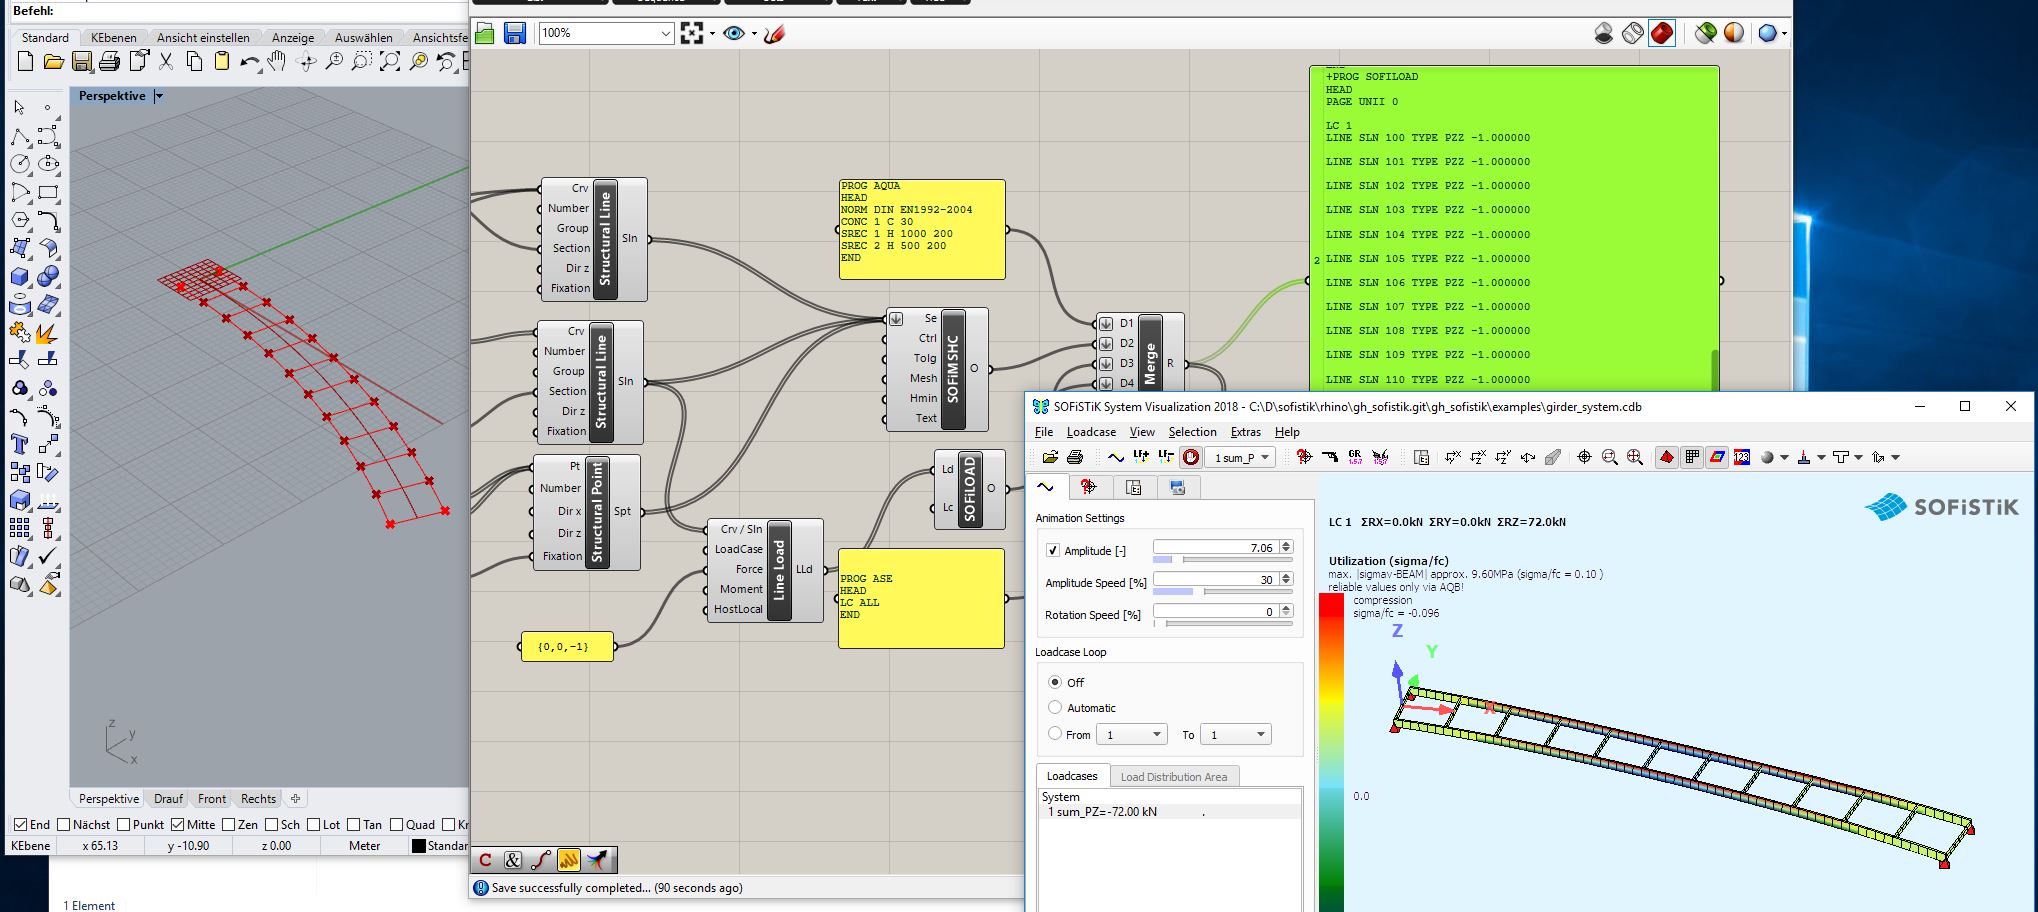 Befehl:
Standard KEbenen Ansicht einstellen Anzeige Auswählen Ansichtsfe
Perspektive
z
y
x
Perspektive Drauf Front Rechts
End Nächst Punkt Mitte Zen Sch Lot Tan Quad Kn
KEbene x 65.13 y -10.90 z 0.00 Meter Standar
1 Element
100%
Crv
Number
Group
Section
Dir z
Fixation
Structural Line
Sln
Crv
Number
Group
Section
Dir z
Fixation
Structural Line
Sln
Pt
Number
Dir x
Dir z
Fixation
Structural Point
Spt
{0,0,-1}
Crv / Sln
LoadCase
Force
Moment
HostLocal
Line Load
LLd
PROG AQUA
HEAD
NORM DIN EN1992-2004
CONC 1 C 30
SREC 1 H 1000 200
SREC 2 H 500 200
END
Se
Ctrl
Tolg
Mesh
Hmin
Text
SOFiMSHC
O
Ld
Lc
SOFiLOAD
O
PROG ASE
HEAD
LC ALL
END
D1
D2
D3
D4
Merge
R
+PROG SOFILOAD
HEAD
PAGE UNII 0
LC 1
LINE SLN 100 TYPE PZZ -1.000000
LINE SLN 101 TYPE PZZ -1.000000
LINE SLN 102 TYPE PZZ -1.000000
LINE SLN 103 TYPE PZZ -1.000000
LINE SLN 104 TYPE PZZ -1.000000
2 LINE SLN 105 TYPE PZZ -1.000000
LINE SLN 106 TYPE PZZ -1.000000
LINE SLN 107 TYPE PZZ -1.000000
LINE SLN 108 TYPE PZZ -1.000000
LINE SLN 109 TYPE PZZ -1.000000
LINE SLN 110 TYPE PZZ -1.000000
Save successfully completed... (90 seconds ago)
SOFiSTiK System Visualization 2018 - C:\D\sofistik\rhino\gh_sofistik.git\gh_sofistik\examples\girder_system.cdb
File Loadcase View Selection Extras Help
LF+ LF- 1 sum_P GR 123
Animation Settings
Amplitude [-] 7.06
Amplitude Speed [%] 30
Rotation Speed [%] 0
Loadcase Loop
Off
Automatic
From 1 To 1
Loadcases Load Distribution Area
System
1 sum_PZ=-72.00 kN .
SOFiSTiK
LC 1 ΣRX=0.0kN ΣRY=0.0kN ΣRZ=72.0kN
Utilization (sigma/fc)
max. |sigmav-BEAM| approx. 9.60MPa (sigma/fc = 0.10 )
reliable values only via AQB!
compression
sigma/fc = -0.096
Z
Y
X
0.0